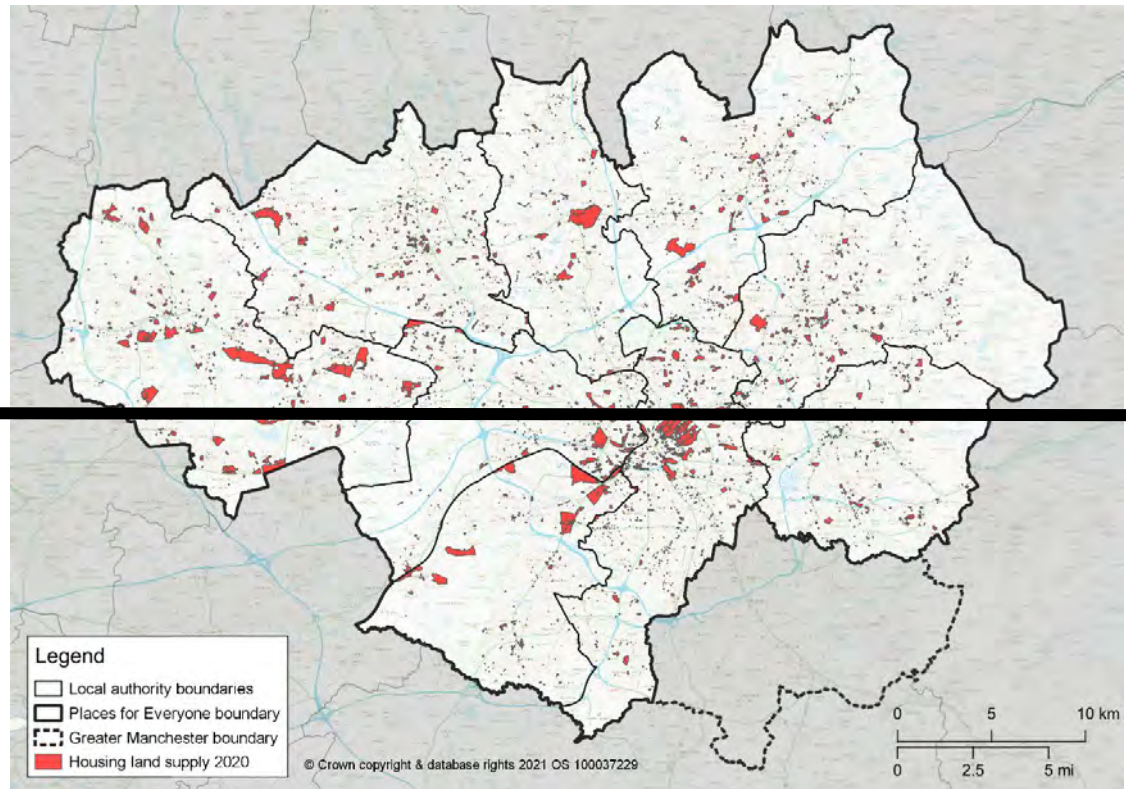 Legend
Local authority boundaries
Places for Everyone boundary
Greater Manchester boundary
Housing land supply 2020
© Crown copyright & database rights 2021 OS 100037229
0 5 10 km
0 2.5 5 mi